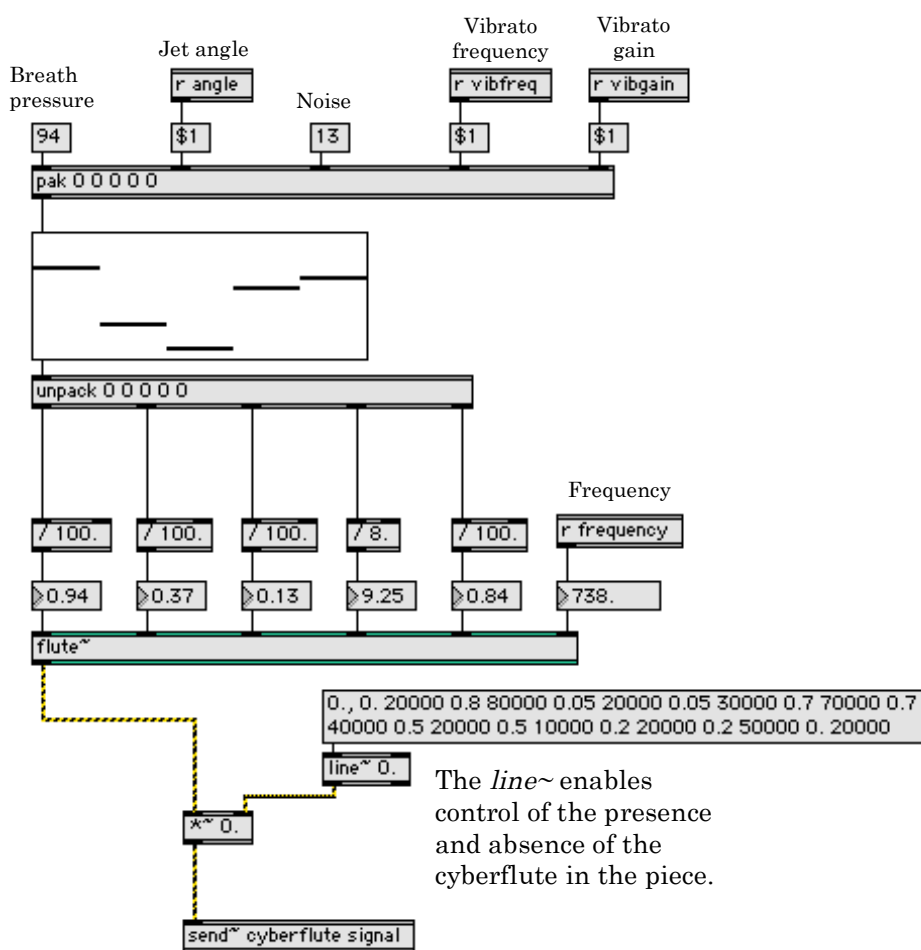 Vibrato
frequency
Vibrato
gain
Jet angle
Breath
pressure
r angle
Noise
r vibfreq
r vibgain
94
$1
13
$1
$1
pak 0 0 0 0 0
unpack 0 0 0 0 0
Frequency
/ 100.
/ 100.
/ 100.
/ 8.
/ 100.
r frequency
0.94
0.37
0.13
9.25
0.84
738.
flute~
0., 0. 20000 0.8 80000 0.05 20000 0.05 30000 0.7 70000 0.7
40000 0.5 20000 0.5 10000 0.2 20000 0.2 50000 0. 20000
line~ 0.
The line~ enables
control of the presence
and absence of the
cyberflute in the piece.
*~ 0.
send~ cyberflute signal